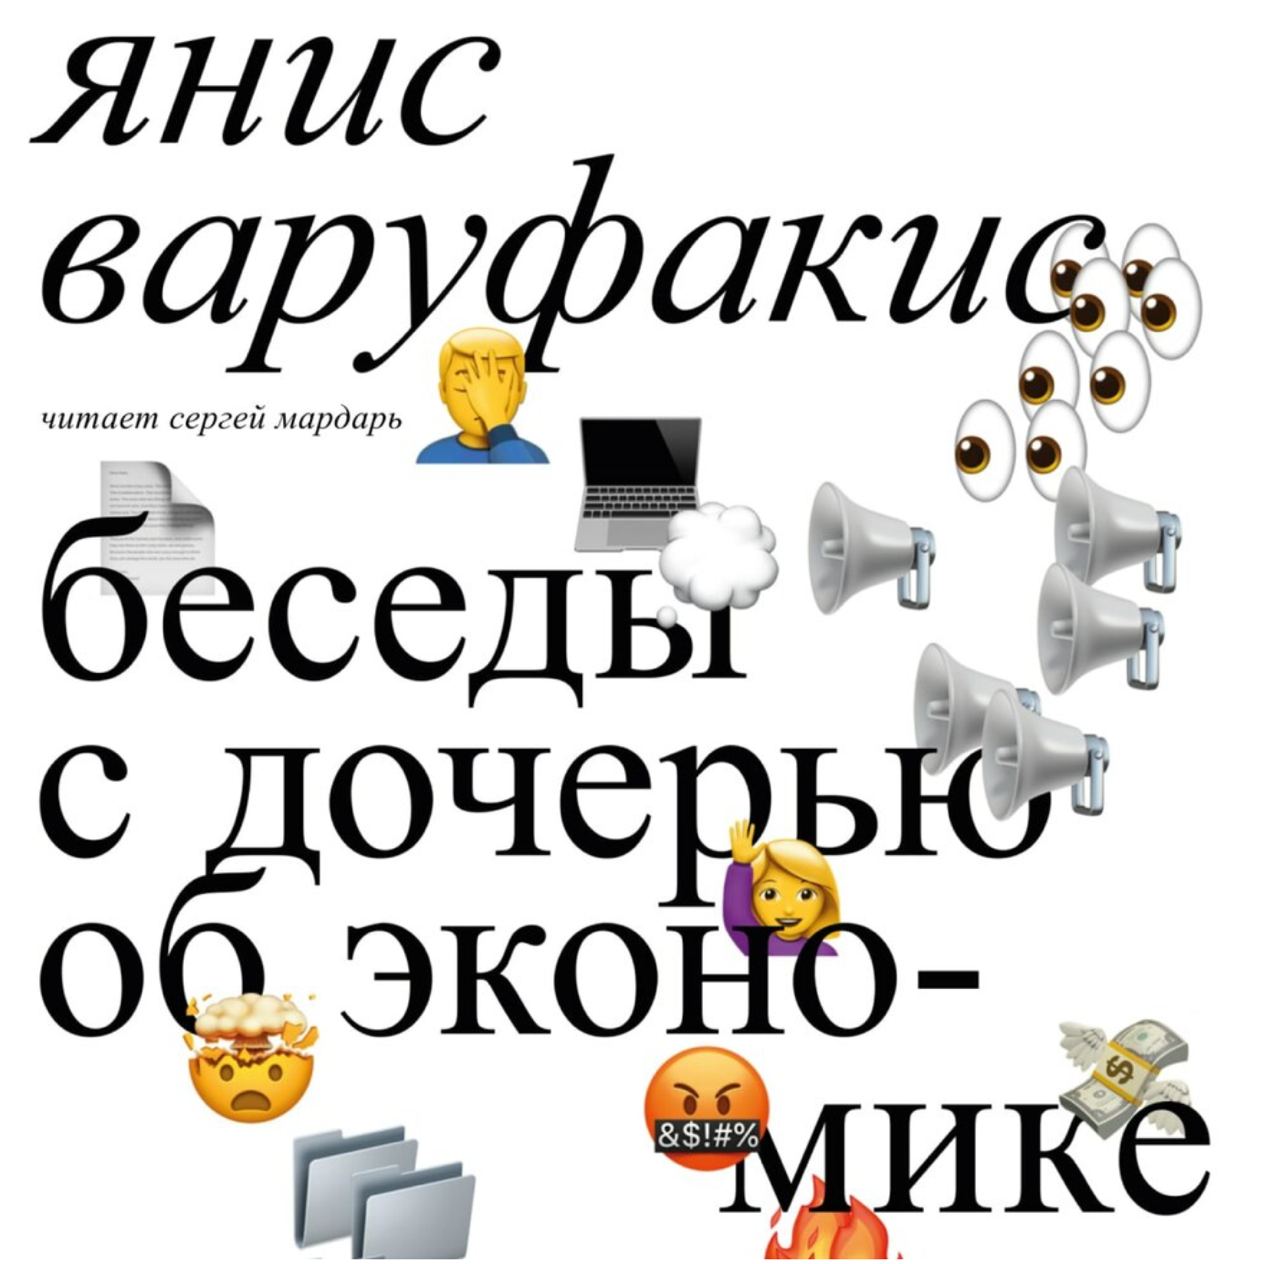 янис
варуфакис
читает сергей мардарь
беседы
с дочерью
об эконо-
мике
&$!#%